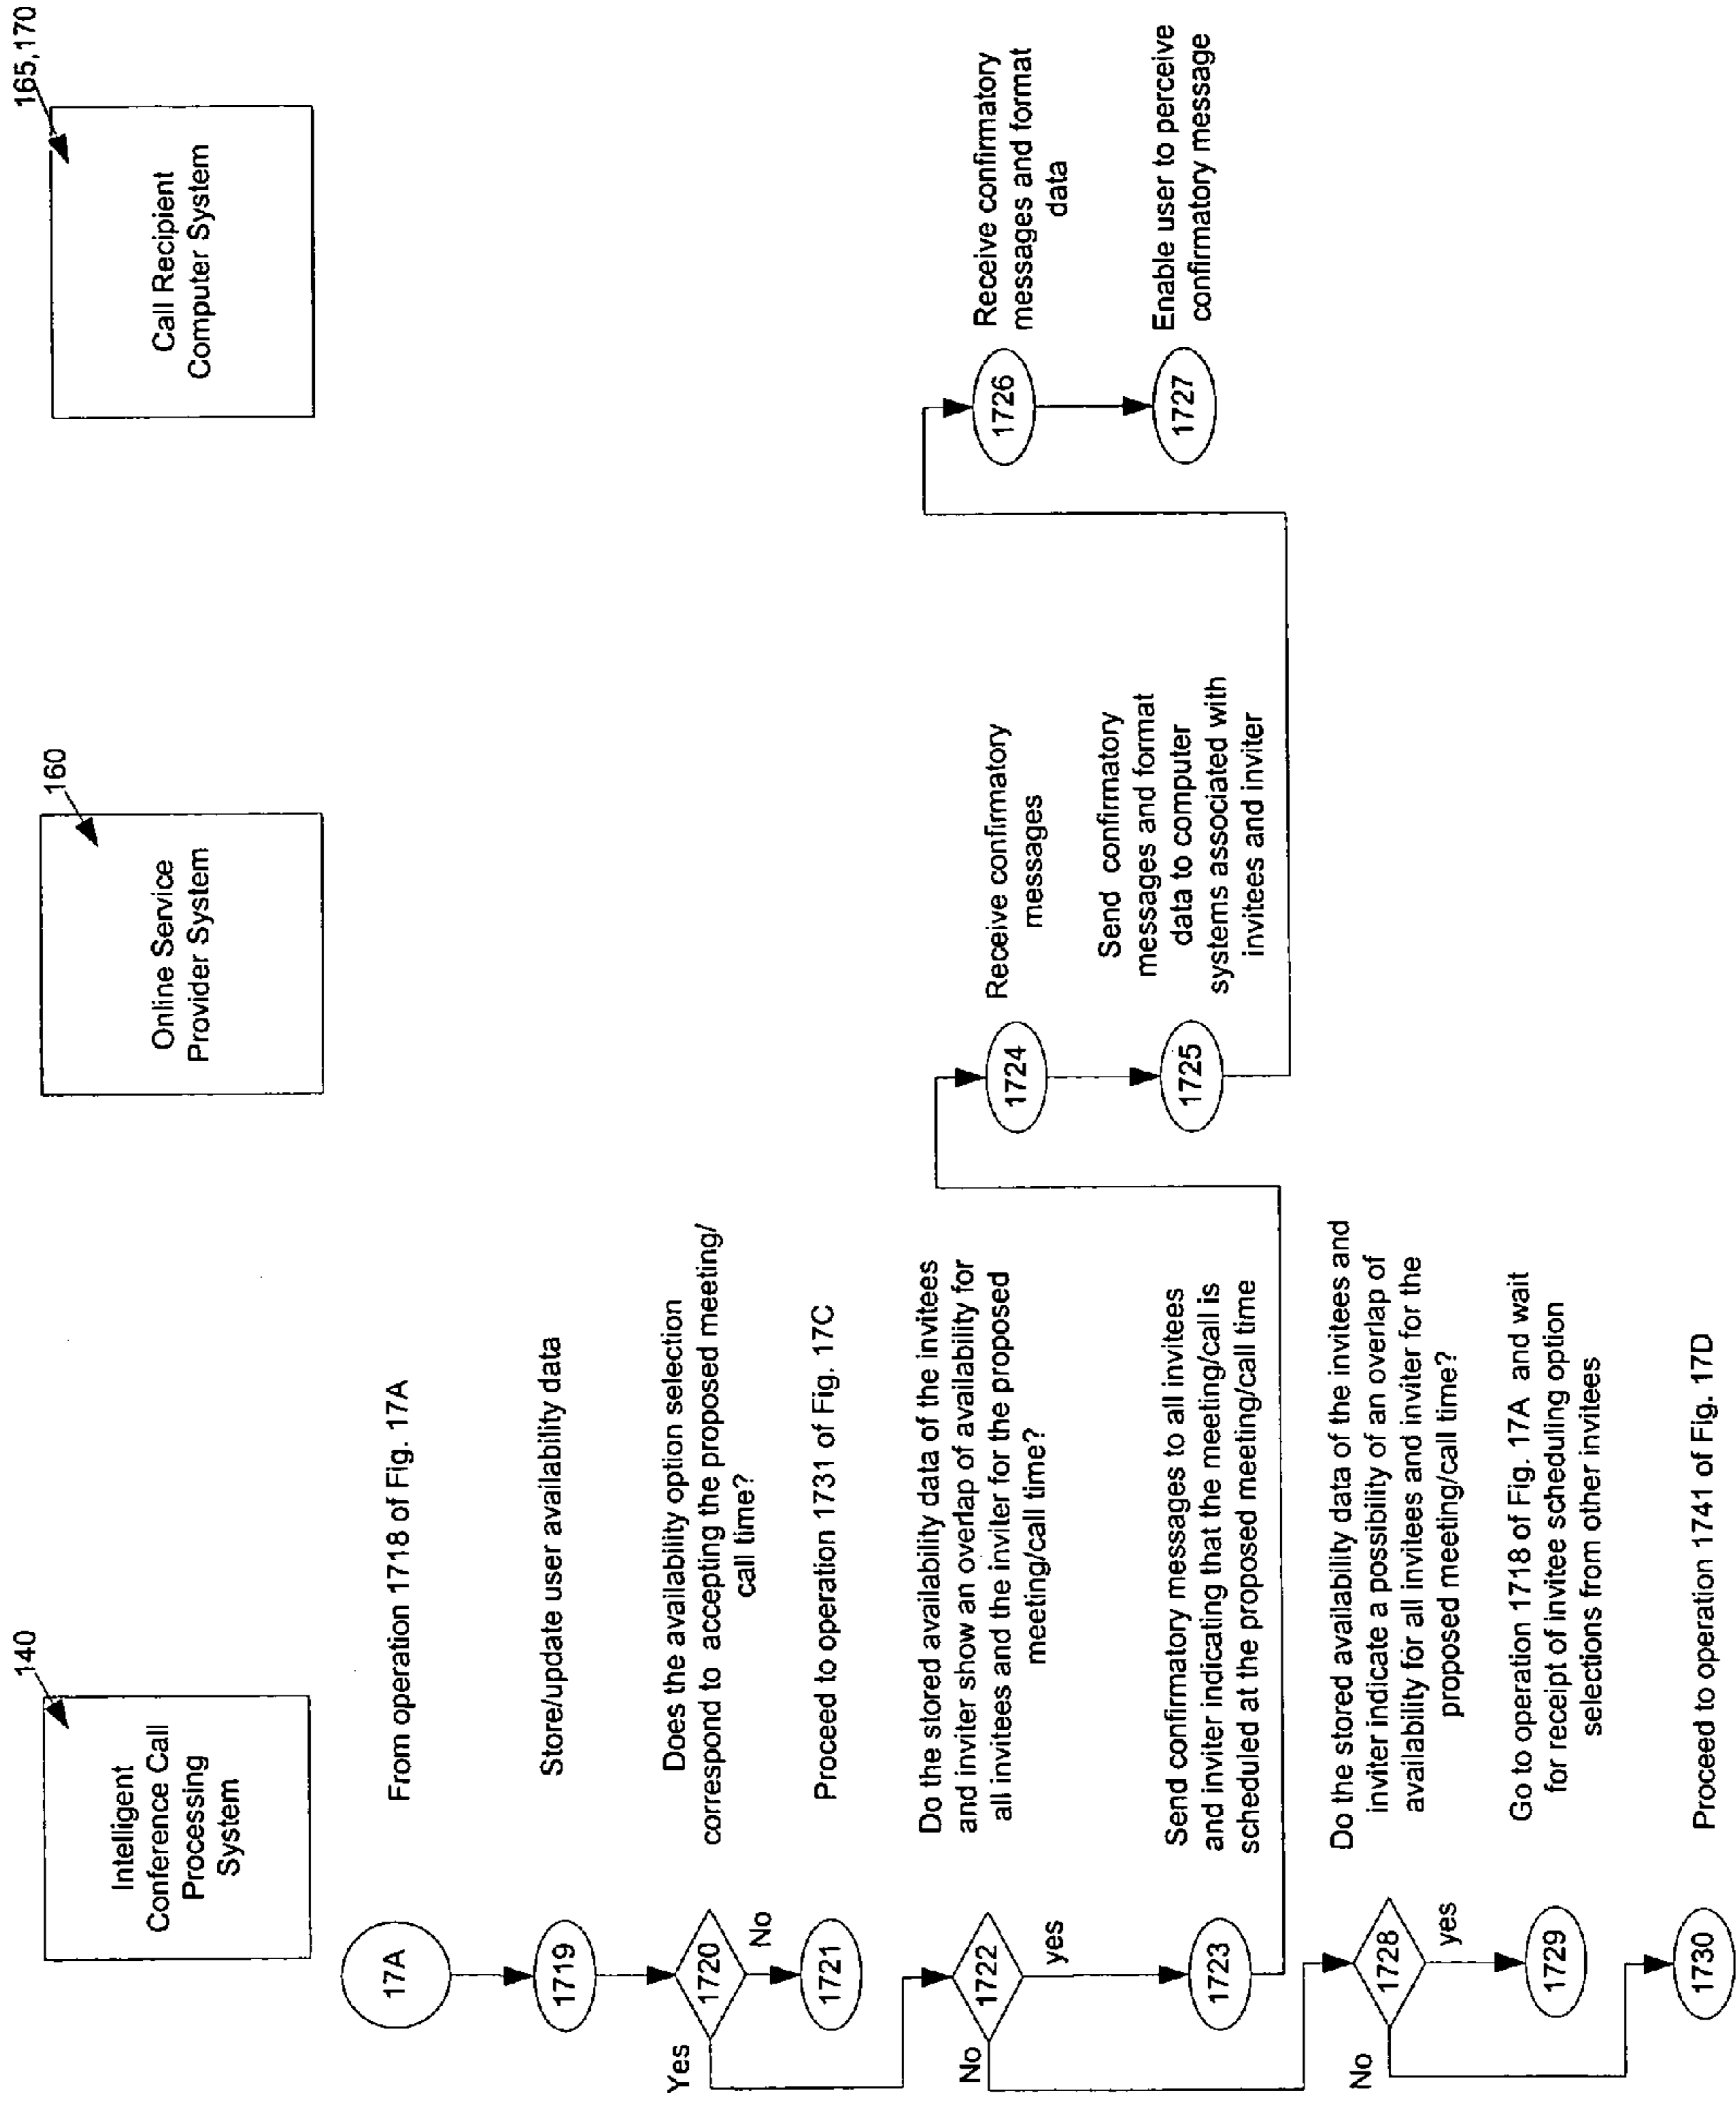 140
Intelligent
Conference Call
Processing
System
160
Online Service
Provider System
165,170
Call Recipient
Computer System
17A
From operation 1718 of Fig. 17A
1719
Store/update user availability data
1720
Does the availability option selection
correspond to accepting the proposed meeting/
call time?
Yes
No
1721
Proceed to operation 1731 of Fig. 17C
1722
Do the stored availability data of the invitees
and inviter show an overlap of availability for
all invitees and the inviter for the proposed
meeting/call time?
No
yes
1723
Send confirmatory messages to all invitees
and inviter indicating that the meeting/call is
scheduled at the proposed meeting/call time
1724
Receive confirmatory
messages
1725
Send confirmatory
messages and format
data to computer
systems associated with
invitees and inviter
1726
Receive confirmatory
messages and format
data
1727
Enable user to perceive
confirmatory message
1728
Do the stored availability data of the invitees and
inviter indicate a possibility of an overlap of
availability for all invitees and inviter for the
proposed meeting/call time?
No
yes
1729
Go to operation 1718 of Fig. 17A and wait
for receipt of invitee scheduling option
selections from other invitees
1730
Proceed to operation 1741 of Fig. 17D